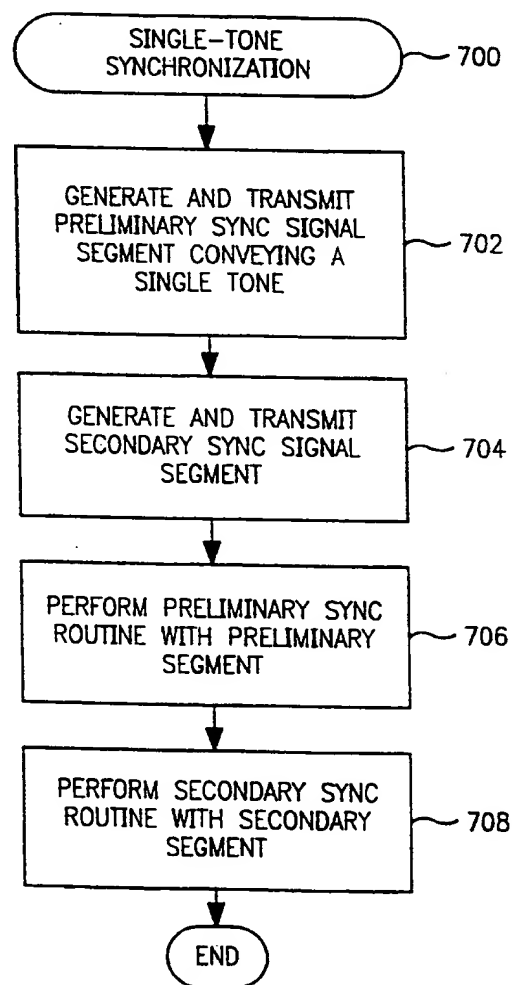 SINGLE-TONE
SYNCHRONIZATION
700
GENERATE AND TRANSMIT
PRELIMINARY SYNC SIGNAL
SEGMENT CONVEYING A
SINGLE TONE
702
GENERATE AND TRANSMIT
SECONDARY SYNC SIGNAL
SEGMENT
704
PERFORM PRELIMINARY SYNC
ROUTINE WITH PRELIMINARY
SEGMENT
706
PERFORM SECONDARY SYNC
ROUTINE WITH SECONDARY
SEGMENT
708
END